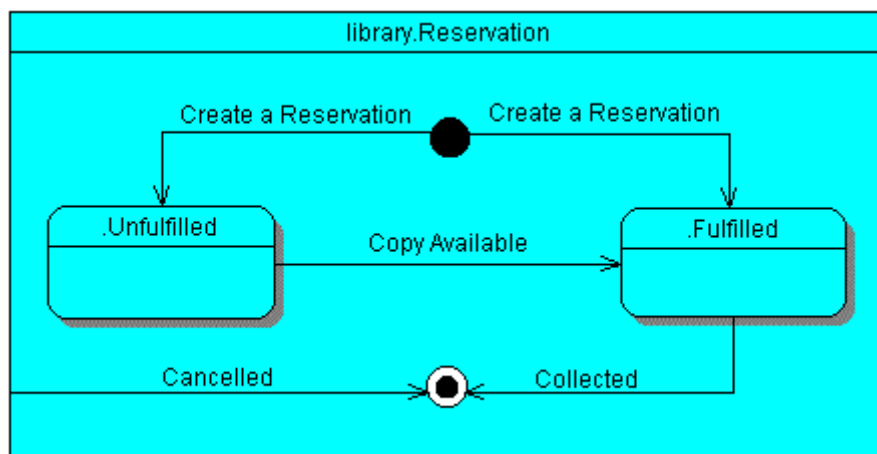 library.Reservation
Create a Reservation
Create a Reservation
.Unfulfilled
.Fulfilled
Copy Available
Cancelled
Collected